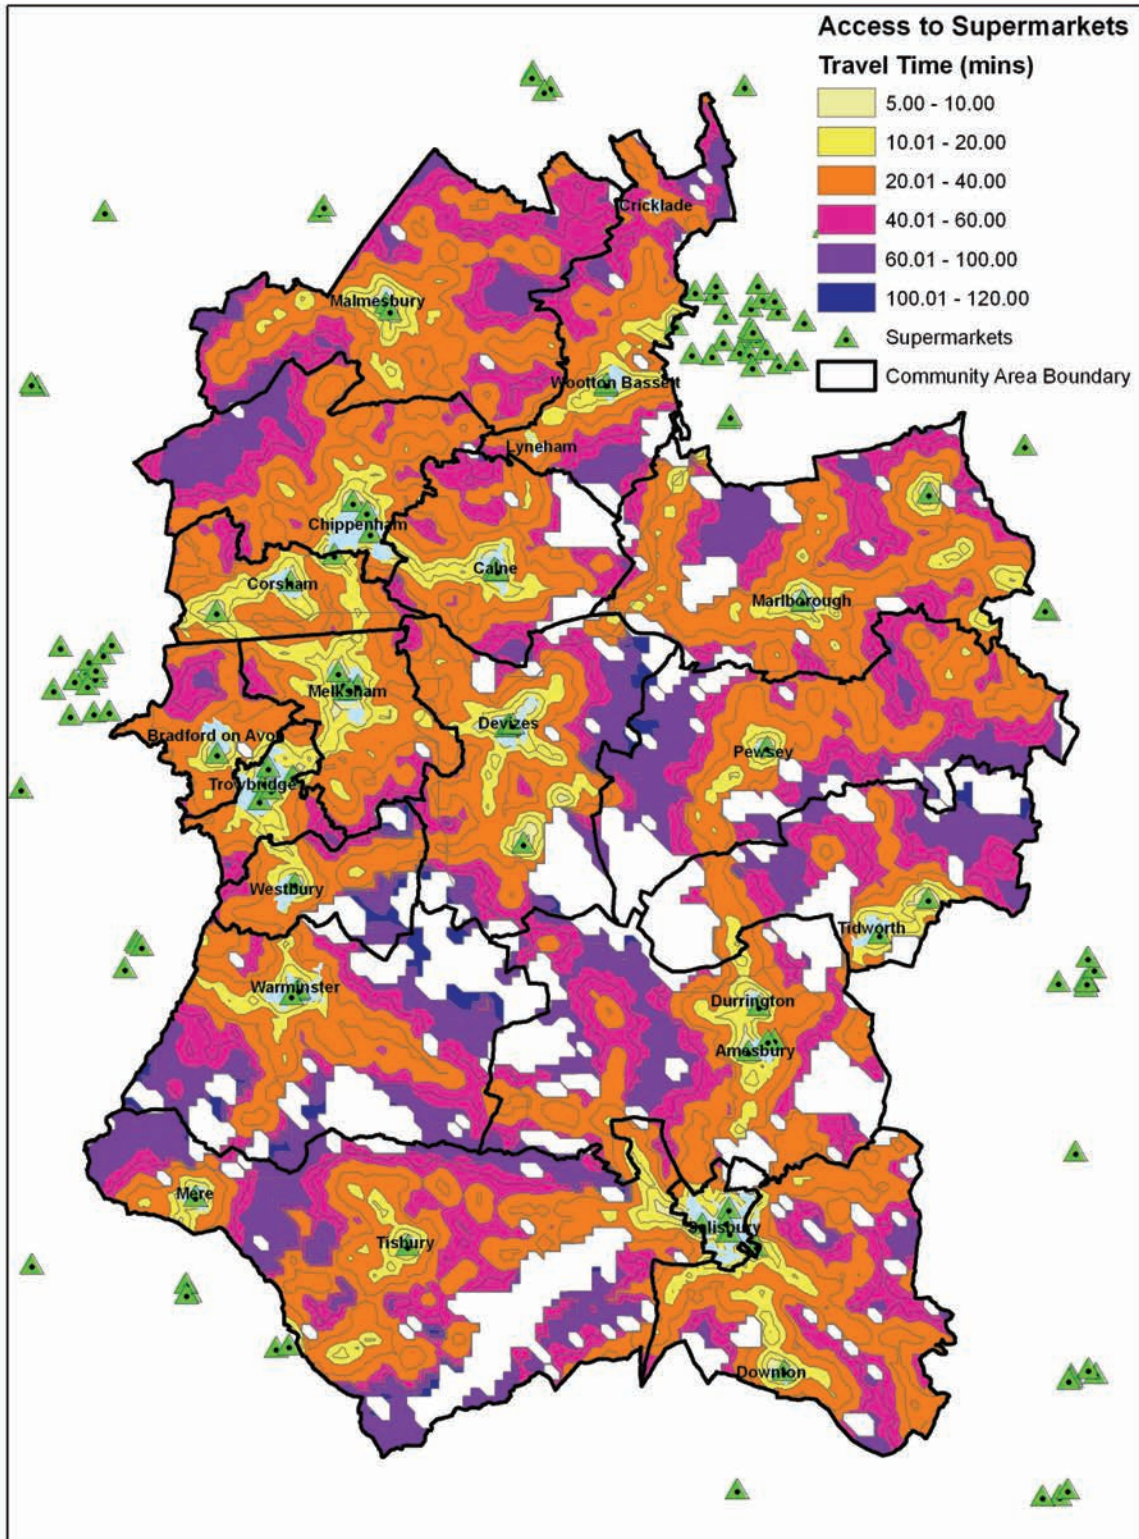 Access to Supermarkets
Travel Time (mins)
5.00 - 10.00
10.01 - 20.00
20.01 - 40.00
40.01 - 60.00
60.01 - 100.00
100.01 - 120.00
Supermarkets
Community Area Boundary
Cricklade
Malmesbury
Wootton Bassett
Lyneham
Chippenham
Calne
Corsham
Marlborough
Melksham
Devizes
Bradford on Avon
Pewsey
Trowbridge
Westbury
Tidworth
Warminster
Durrington
Amesbury
Mere
Salisbury
Tisbury
Downton